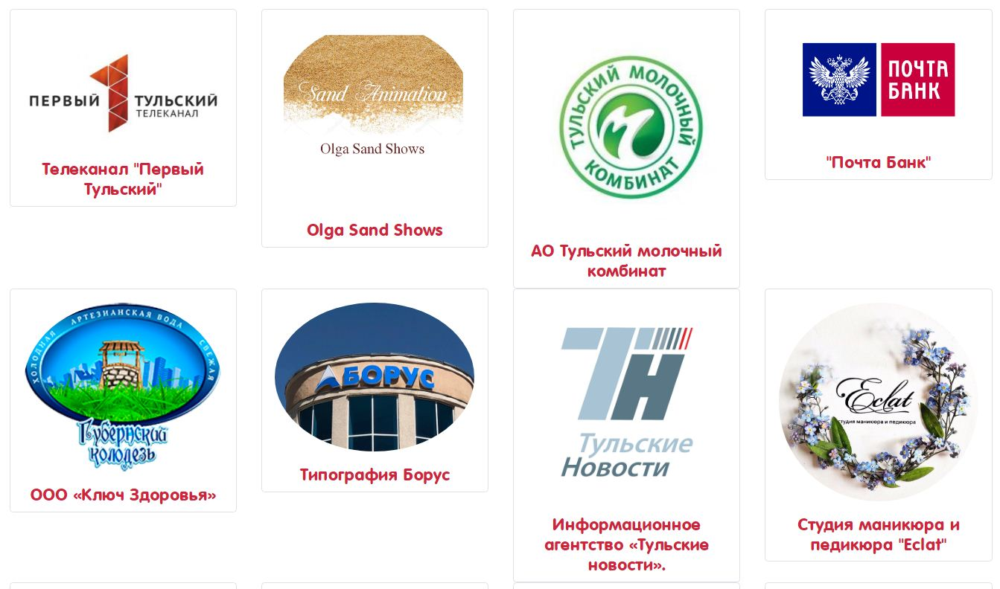 ПЕРВЫЙ ТУЛЬСКИЙ
ТЕЛЕКАНАЛ
Телеканал "Первый
Тульский"
Sand Animation
Olga Sand Shows
Olga Sand Shows
ТУЛЬСКИЙ МОЛОЧНЫЙ
КОМБИНАТ
АО Тульский молочный
комбинат
ПОЧТА
БАНК
"Почта Банк"
ХОЛОДНАЯ АРТЕЗИАНСКАЯ ВОДА СВЕЖАЯ
Губернский
колодезь
ООО «Ключ Здоровья»
БОРУС
Типография Борус
ТН
Тульские
Новости
Информационное
агентство «Тульские
новости».
Eclat
студия маникюра и педикюра
Студия маникюра и
педикюра "Eclat"